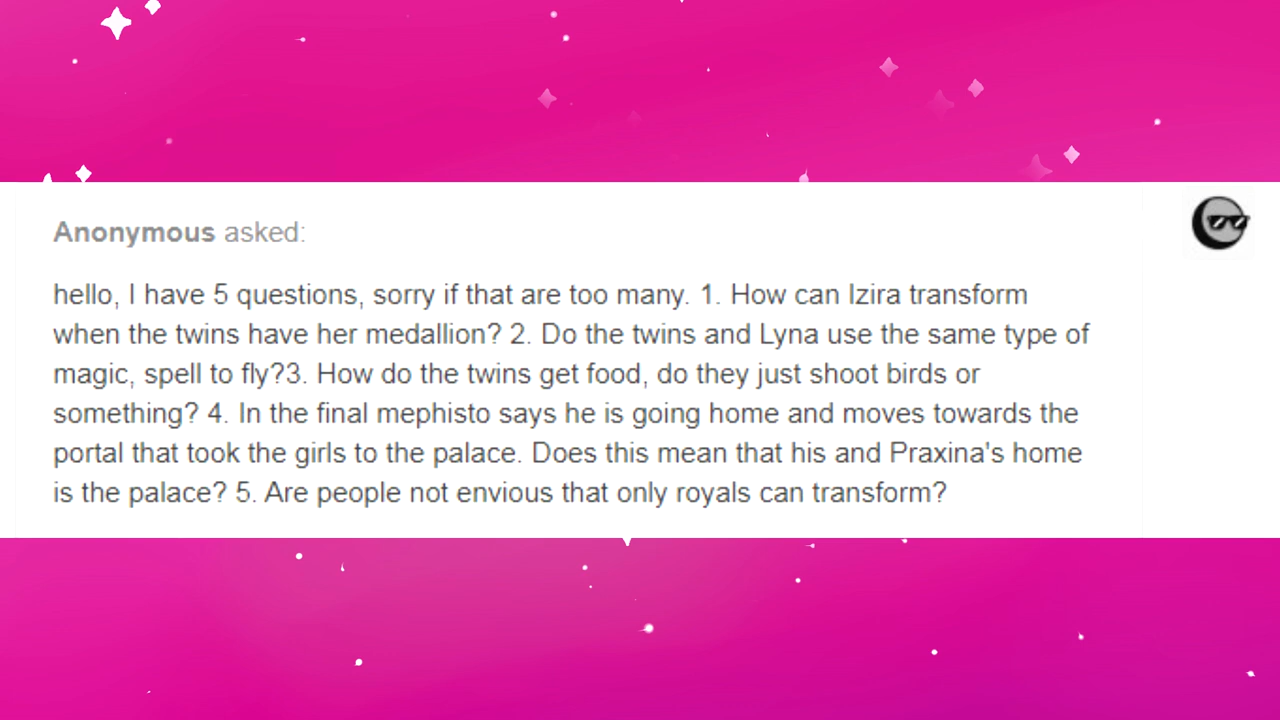 Anonymous asked:
hello, I have 5 questions, sorry if that are too many. 1. How can Izira transform
when the twins have her medallion? 2. Do the twins and Lyna use the same type of
magic, spell to fly?3. How do the twins get food, do they just shoot birds or
something? 4. In the final mephisto says he is going home and moves towards the
portal that took the girls to the palace. Does this mean that his and Praxina's home
is the palace? 5. Are people not envious that only royals can transform?